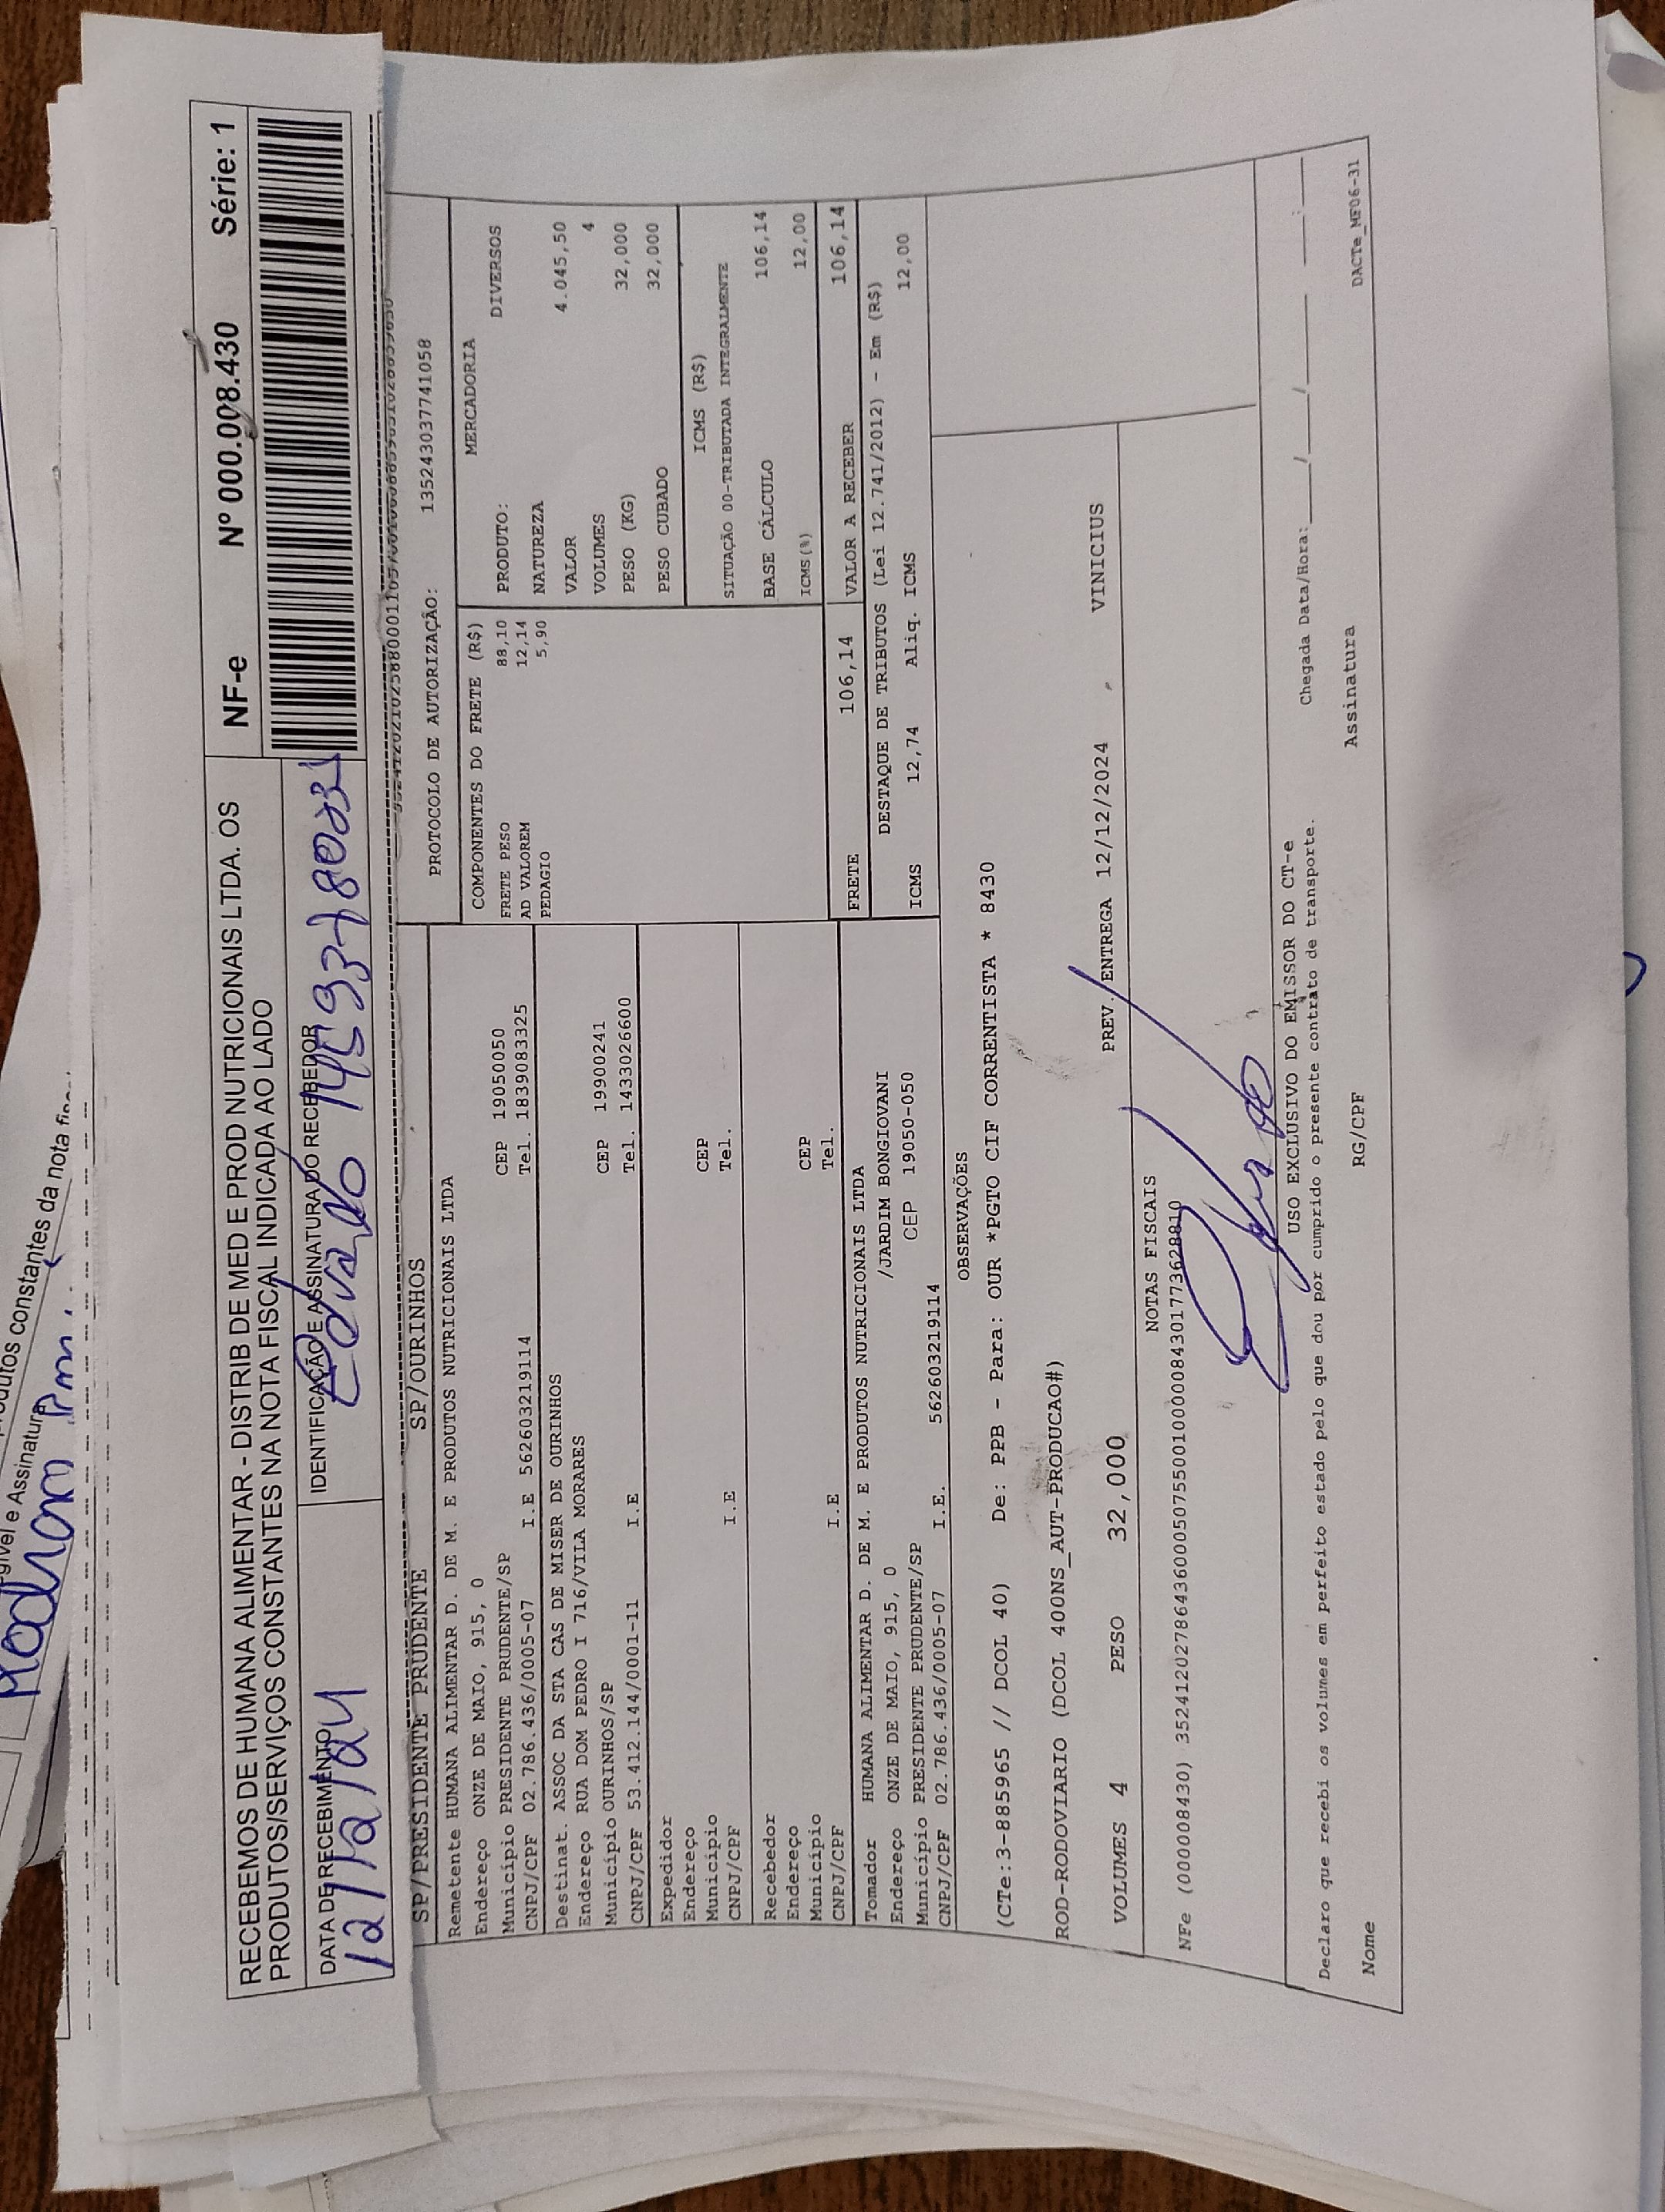 RECEBEMOS DE HUMANA ALIMENTAR - DISTRIB DE MED E PROD NUTRICIONAIS LTDA. OS
PRODUTOS/SERVIÇOS CONSTANTES NA NOTA FISCAL INDICADA AO LADO
NF-e Nº 000.008.430 Série: 1
DATA DE RECEBIMENTO
IDENTIFICAÇÃO E ASSINATURA DO RECEBEDOR
SP/PRESIDENTE PRUDENTE SP/OURINHOS
PROTOCOLO DE AUTORIZAÇÃO: 135243037741058
Remetente HUMANA ALIMENTAR D. DE M. E PRODUTOS NUTRICIONAIS LTDA
Endereço ONZE DE MAIO, 915, 0
Município PRESIDENTE PRUDENTE/SP CEP 19050050
CNPJ/CPF 02.786.436/0005-07 I.E 562603219114 Tel. 1839083325
Destinat. ASSOC DA STA CAS DE MISER DE OURINHOS
Endereço RUA DOM PEDRO I 716/VILA MORARES
Município OURINHOS/SP CEP 19900241
CNPJ/CPF 53.412.144/0001-11 I.E Tel. 1433026600
Expedidor
Endereço
Município CEP
CNPJ/CPF I.E Tel.
Recebedor
Endereço
Município CEP
CNPJ/CPF I.E Tel.
Tomador HUMANA ALIMENTAR D. DE M. E PRODUTOS NUTRICIONAIS LTDA
Endereço ONZE DE MAIO, 915, 0 /JARDIM BONGIOVANI
Município PRESIDENTE PRUDENTE/SP CEP 19050-050
CNPJ/CPF 02.786.436/0005-07 I.E. 562603219114
COMPONENTES DO FRETE (R$)
FRETE PESO 88,10
AD VALOREM 12,14
PEDAGIO 5,90
MERCADORIA
PRODUTO: DIVERSOS
NATUREZA
VALOR 4.045,50
VOLUMES 4
PESO (KG) 32,000
PESO CUBADO 32,000
ICMS (R$)
SITUAÇÃO 00-TRIBUTADA INTEGRALMENTE
BASE CÁLCULO 106,14
ICMS(%) 12,00
FRETE 106,14 VALOR A RECEBER 106,14
DESTAQUE DE TRIBUTOS (Lei 12.741/2012) - Em (R$)
ICMS 12,74 Aliq. ICMS 12,00
OBSERVAÇÕES
(CTe:3-885965 // DCOL 40) De: PPB - Para: OUR *PGTO CIF CORRENTISTA * 8430
ROD-RODOVIARIO (DCOL 400NS_AUT-PRODUCAO#)
VOLUMES 4 PESO 32,000 PREV. ENTREGA 12/12/2024 VINICIUS
NOTAS FISCAIS
NFe (000008430) 35241202786436000507550010000084301773628810
USO EXCLUSIVO DO EMISSOR DO CT-e
Declaro que recebi os volumes em perfeito estado pelo que dou por cumprido o presente contrato de transporte. Chegada Data/Hora:____/____/____ ____:____
Nome RG/CPF Assinatura
DACTe_MF06-31